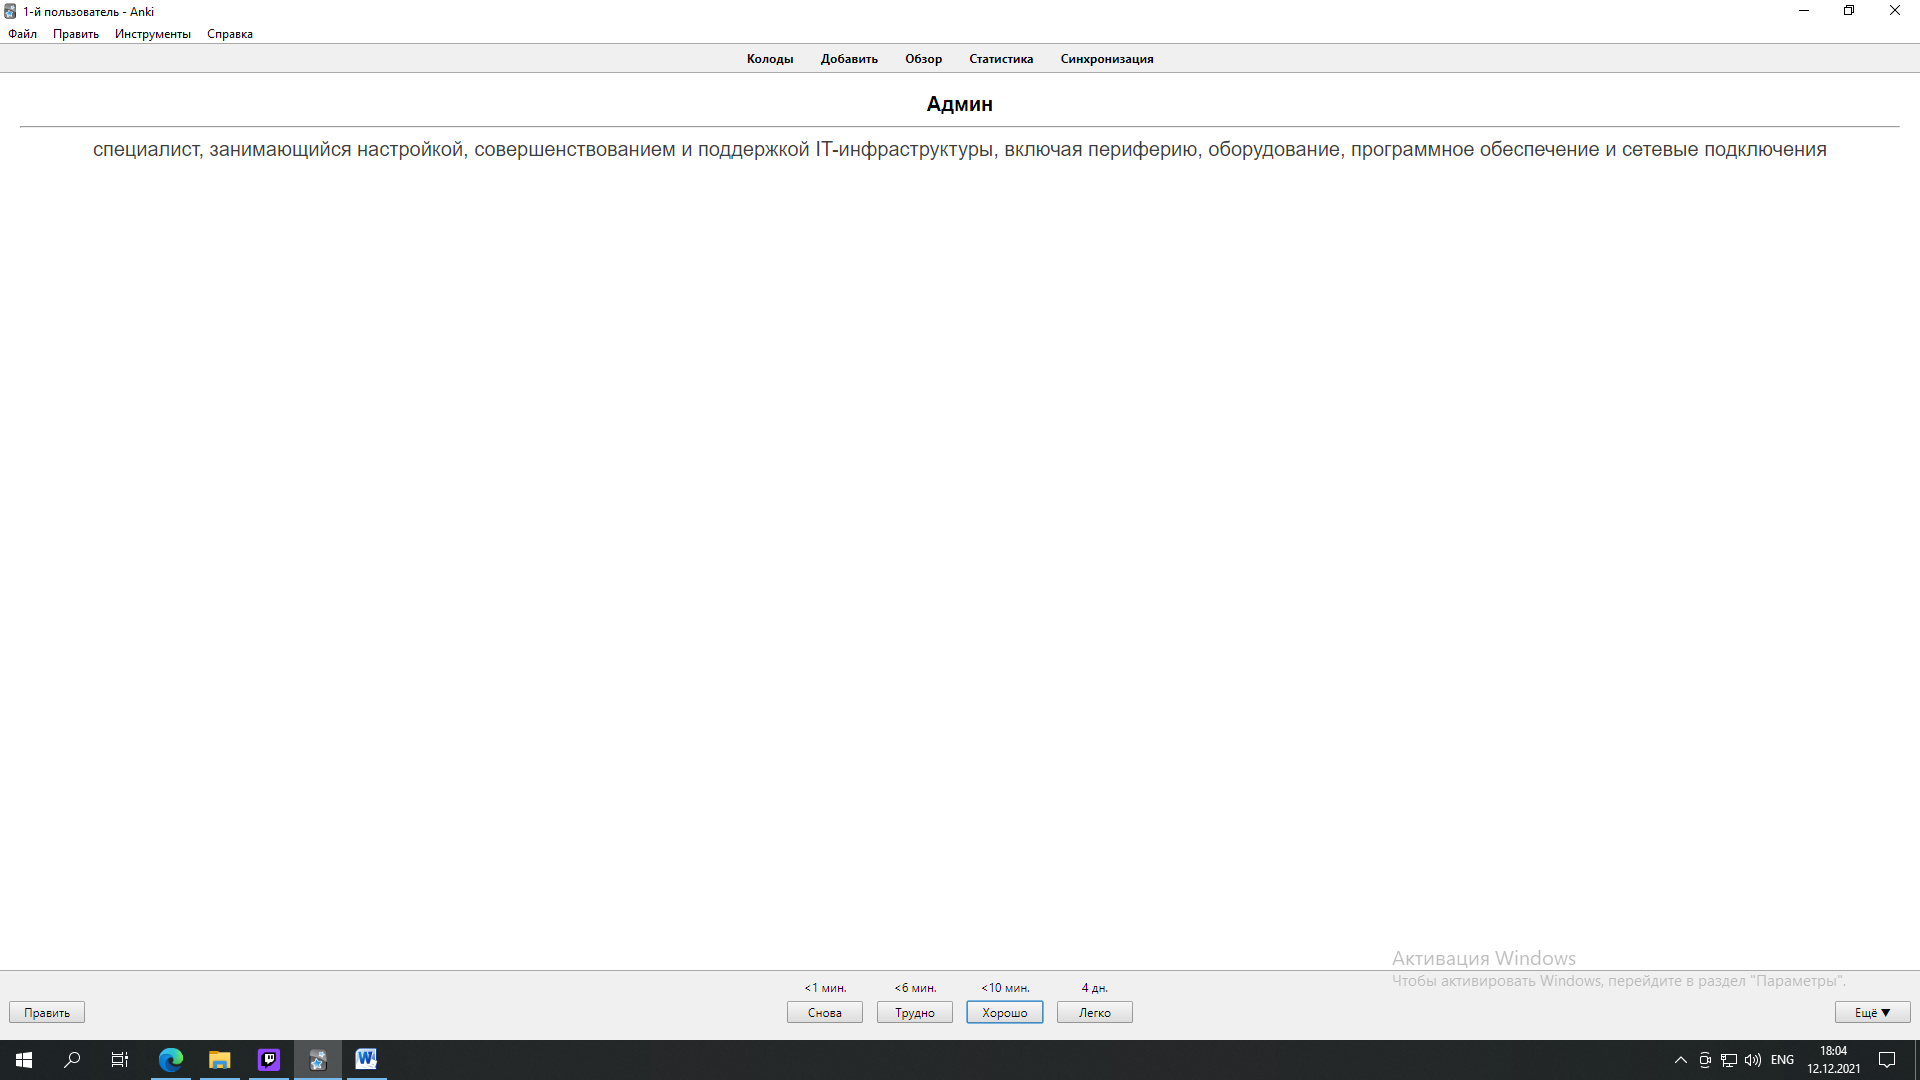 1-й пользователь - Anki
Файл Править Инструменты Справка
Колоды Добавить Обзор Статистика Синхронизация
Админ
специалист, занимающийся настройкой, совершенствованием и поддержкой IT-инфраструктуры, включая периферию, оборудование, программное обеспечение и сетевые подключения
Активация Windows
Чтобы активировать Windows, перейдите в раздел "Параметры".
<1 мин. <6 мин. <10 мин. 4 дн.
Править Снова Трудно Хорошо Легко Ещё ▼
ENG 18:04
12.12.2021